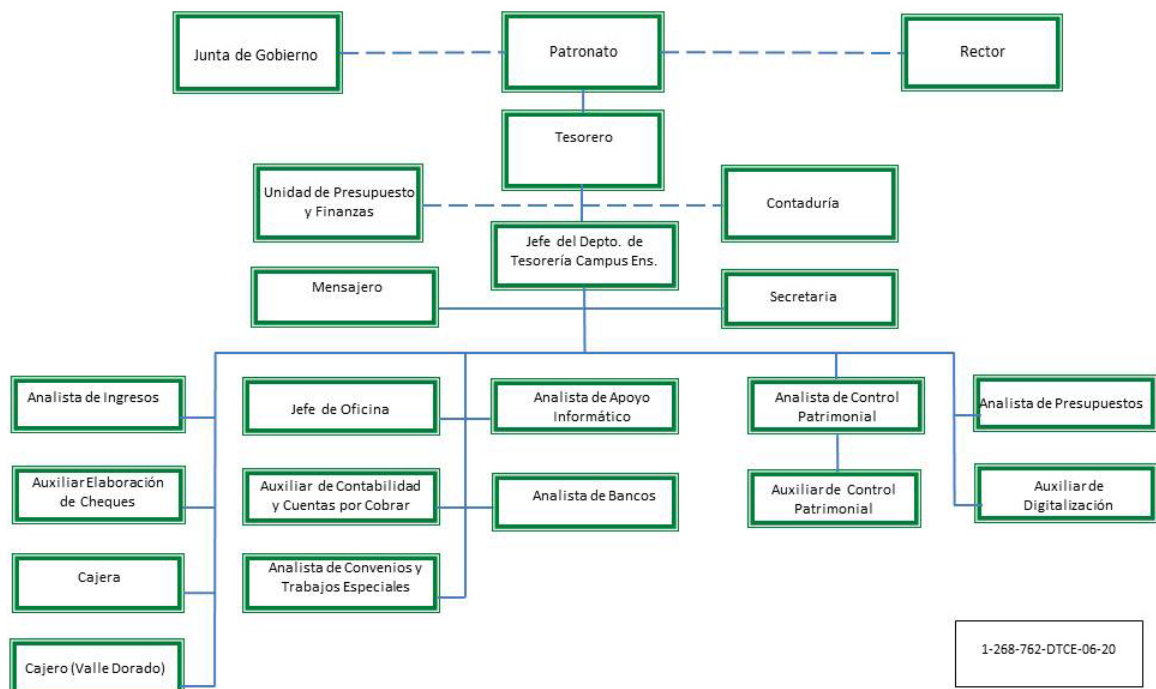 Junta de Gobierno
Patronato
Rector
Tesorero
Unidad de Presupuesto
y Finanzas
Contaduría
Jefe del Depto. de
Tesorería Campus Ens.
Mensajero
Secretaria
Analista de Ingresos
Jefe de Oficina
Analista de Apoyo
Informático
Analista de Control
Patrimonial
Analista de Presupuestos
Auxiliar Elaboración
de Cheques
Auxiliar de Contabilidad
y Cuentas por Cobrar
Analista de Bancos
Auxiliar de Control
Patrimonial
Auxiliar de
Digitalización
Cajera
Analista de Convenios y
Trabajos Especiales
Cajero (Valle Dorado)
1-268-762-DTCE-06-20